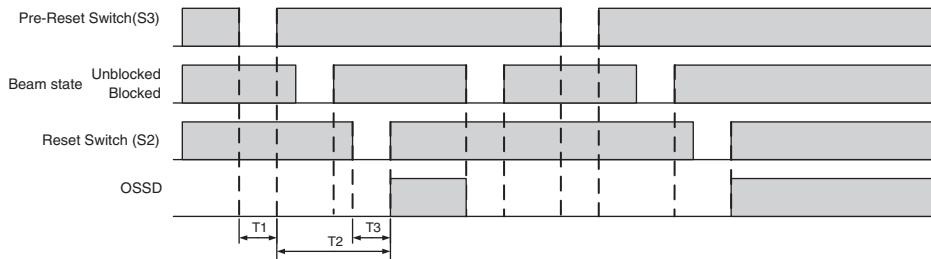 Pre-Reset Switch(S3)
Beam state Unblocked
Blocked
Reset Switch (S2)
OSSD
T1
T3
T2